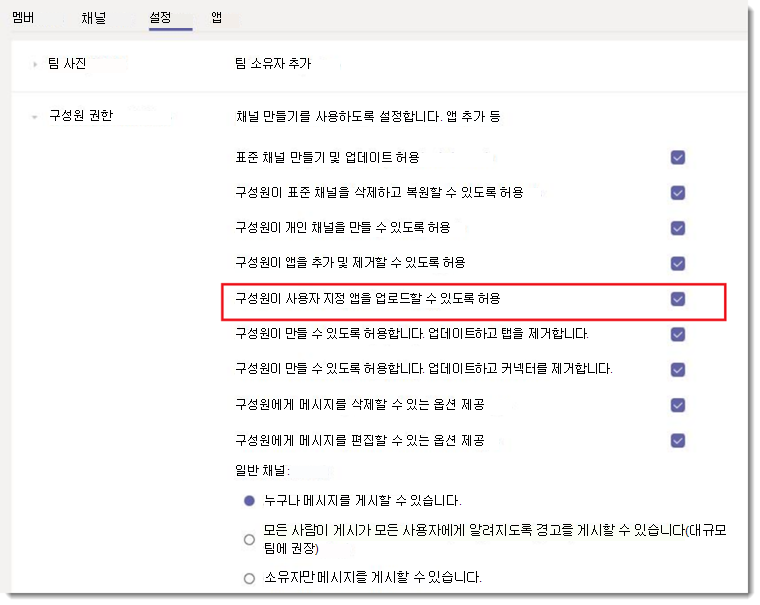 멤버 채널 설정 앱
팀 사진 팀 소유자 추가
구성원 권한 채널 만들기를 사용하도록 설정합니다. 앱 추가 등
표준 채널 만들기 및 업데이트 허용
구성원이 표준 채널을 삭제하고 복원할 수 있도록 허용
구성원이 개인 채널을 만들 수 있도록 허용
구성원이 앱을 추가 및 제거할 수 있도록 허용
구성원이 사용자 지정 앱을 업로드할 수 있도록 허용
구성원이 만들 수 있도록 허용합니다. 업데이트하고 탭을 제거합니다.
구성원이 만들 수 있도록 허용합니다. 업데이트하고 커넥터를 제거합니다.
구성원에게 메시지를 삭제할 수 있는 옵션 제공
구성원에게 메시지를 편집할 수 있는 옵션 제공
일반 채널:
누구나 메시지를 게시할 수 있습니다.
모든 사람이 게시가 모든 사용자에게 알려지도록 경고를 게시할 수 있습니다(대규모
팀에 권장)
소유자만 메시지를 게시할 수 있습니다.